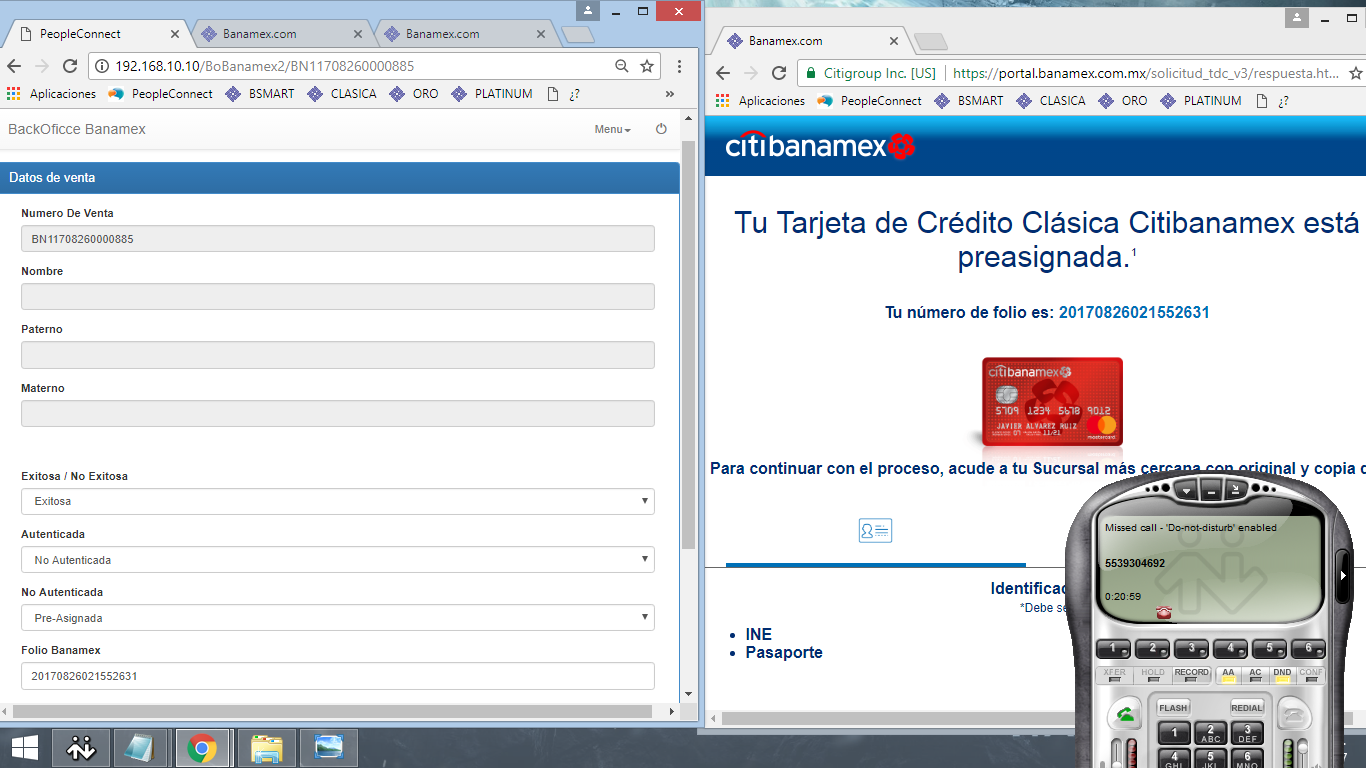 PeopleConnect
Banamex.com
Banamex.com
192.168.10.10/BoBanamex2/BN11708260000885
Aplicaciones
PeopleConnect
BSMART
CLASICA
ORO
PLATINUM
¿?
»
BackOficce Banamex
Menu
Datos de venta
Numero De Venta
BN11708260000885
Nombre
Paterno
Materno
Exitosa / No Exitosa
Exitosa
Autenticada
No Autenticada
No Autenticada
Pre-Asignada
Folio Banamex
20170826021552631
Banamex.com
Citigroup Inc. [US]
https://portal.banamex.com.mx/solicitud_tdc_v3/respuesta.ht...
Aplicaciones
PeopleConnect
BSMART
CLASICA
ORO
PLATINUM
¿?
citibanamex
Tu Tarjeta de Crédito Clásica Citibanamex está
preasignada.1
Tu número de folio es: 20170826021552631
citibanamex
5709 1234 5678 9012
JAVIER ALVAREZ RUIZ
07 11/21
mastercard
Para continuar con el proceso, acude a tu Sucursal más cercana con original y copia
Identificac
*Debe se
INE
Pasaporte
Missed call - 'Do-not-disturb' enabled
5539304692
0:20:59
1 2 3 4 5 6
XFER HOLD RECORD AA AC DND CONF
FLASH
REDIAL
1
2 ABC
3 DEF
4 GHI
5 JKL
6 MNO